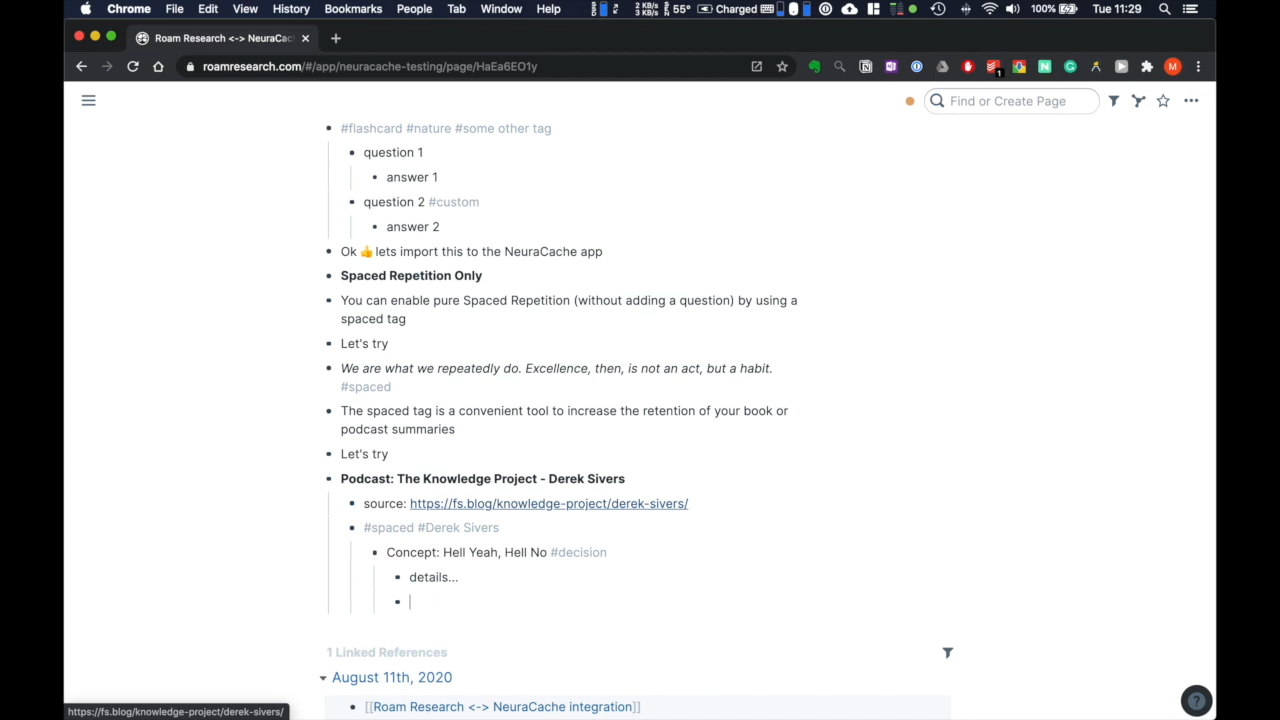 Chrome File Edit View History Bookmarks People Tab Window Help 2 KB/s 3 KB/s 55° Charged 100% Tue 11:29
Roam Research <-> NeuraCac
roamresearch.com/#/app/neuracache-testing/page/HaEa6EO1y
Find or Create Page
#flashcard #nature #some other tag
question 1
answer 1
question 2 #custom
answer 2
Ok 👍 lets import this to the NeuraCache app
Spaced Repetition Only
You can enable pure Spaced Repetition (without adding a question) by using a
spaced tag
Let's try
We are what we repeatedly do. Excellence, then, is not an act, but a habit.
#spaced
The spaced tag is a convenient tool to increase the retention of your book or
podcast summaries
Let's try
Podcast: The Knowledge Project - Derek Sivers
source: https://fs.blog/knowledge-project/derek-sivers/
#spaced #Derek Sivers
Concept: Hell Yeah, Hell No #decision
details...
1 Linked References
August 11th, 2020
[[Roam Research <-> NeuraCache integration]]
https://fs.blog/knowledge-project/derek-sivers/